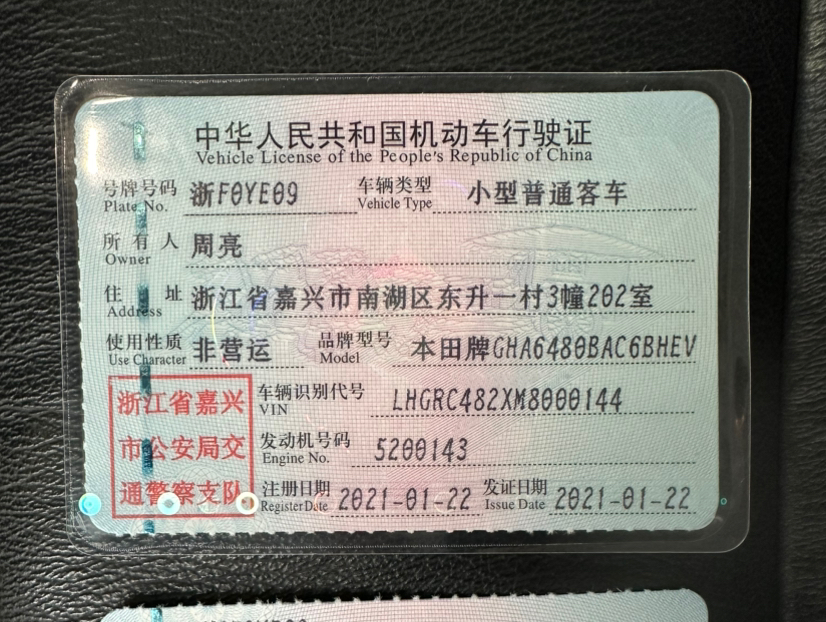 中华人民共和国机动车行驶证
Vehicle License of the People's Republic of China
号牌号码 浙F0YE09 车辆类型 小型普通客车
Plate No. Vehicle Type
所有人 周亮
Owner
住址 浙江省嘉兴市南湖区东升一村3幢202室
Address
使用性质 非营运 品牌型号 本田牌GHA6480BAC6BHEV
Use Character Model
浙江省嘉兴 车辆识别代号 LHGRC482XM8000144
VIN
市公安局交 发动机号码 5200143
Engine No.
通警察支队 注册日期 2021-01-22 发证日期 2021-01-22
Register Date Issue Date